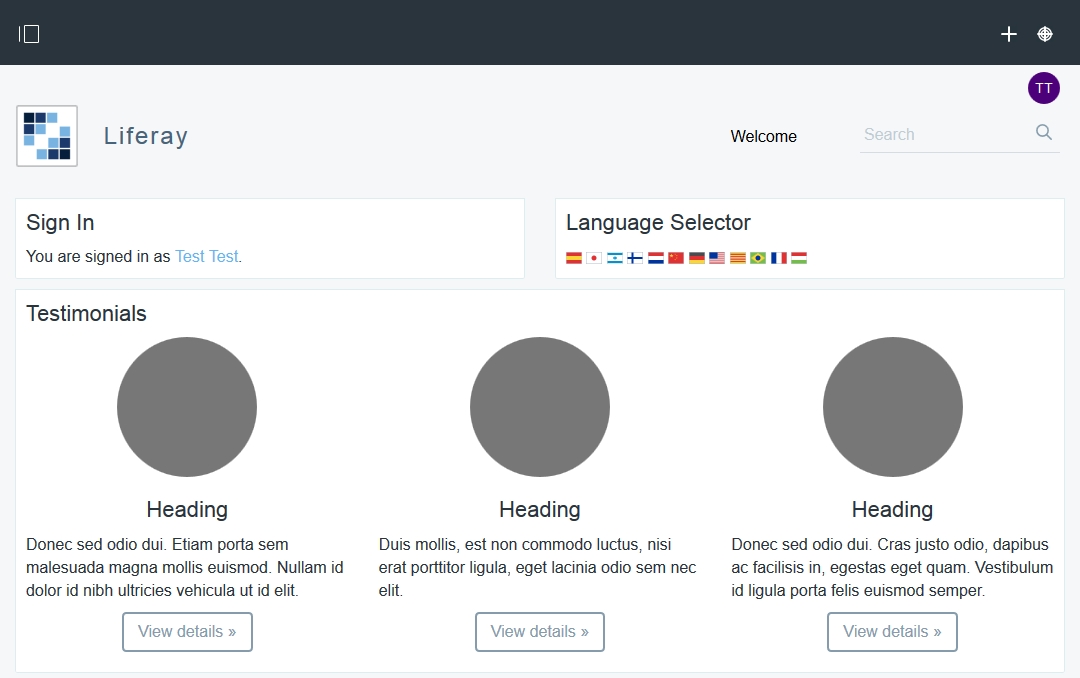 TT
Liferay
Welcome
Search
Sign In
You are signed in as Test Test.
Language Selector
Testimonials
Heading
Donec sed odio dui. Etiam porta sem
malesuada magna mollis euismod. Nullam id
dolor id nibh ultricies vehicula ut id elit.
View details »
Heading
Duis mollis, est non commodo luctus, nisi
erat porttitor ligula, eget lacinia odio sem nec
elit.
View details »
Heading
Donec sed odio dui. Cras justo odio, dapibus
ac facilisis in, egestas eget quam. Vestibulum
id ligula porta felis euismod semper.
View details »